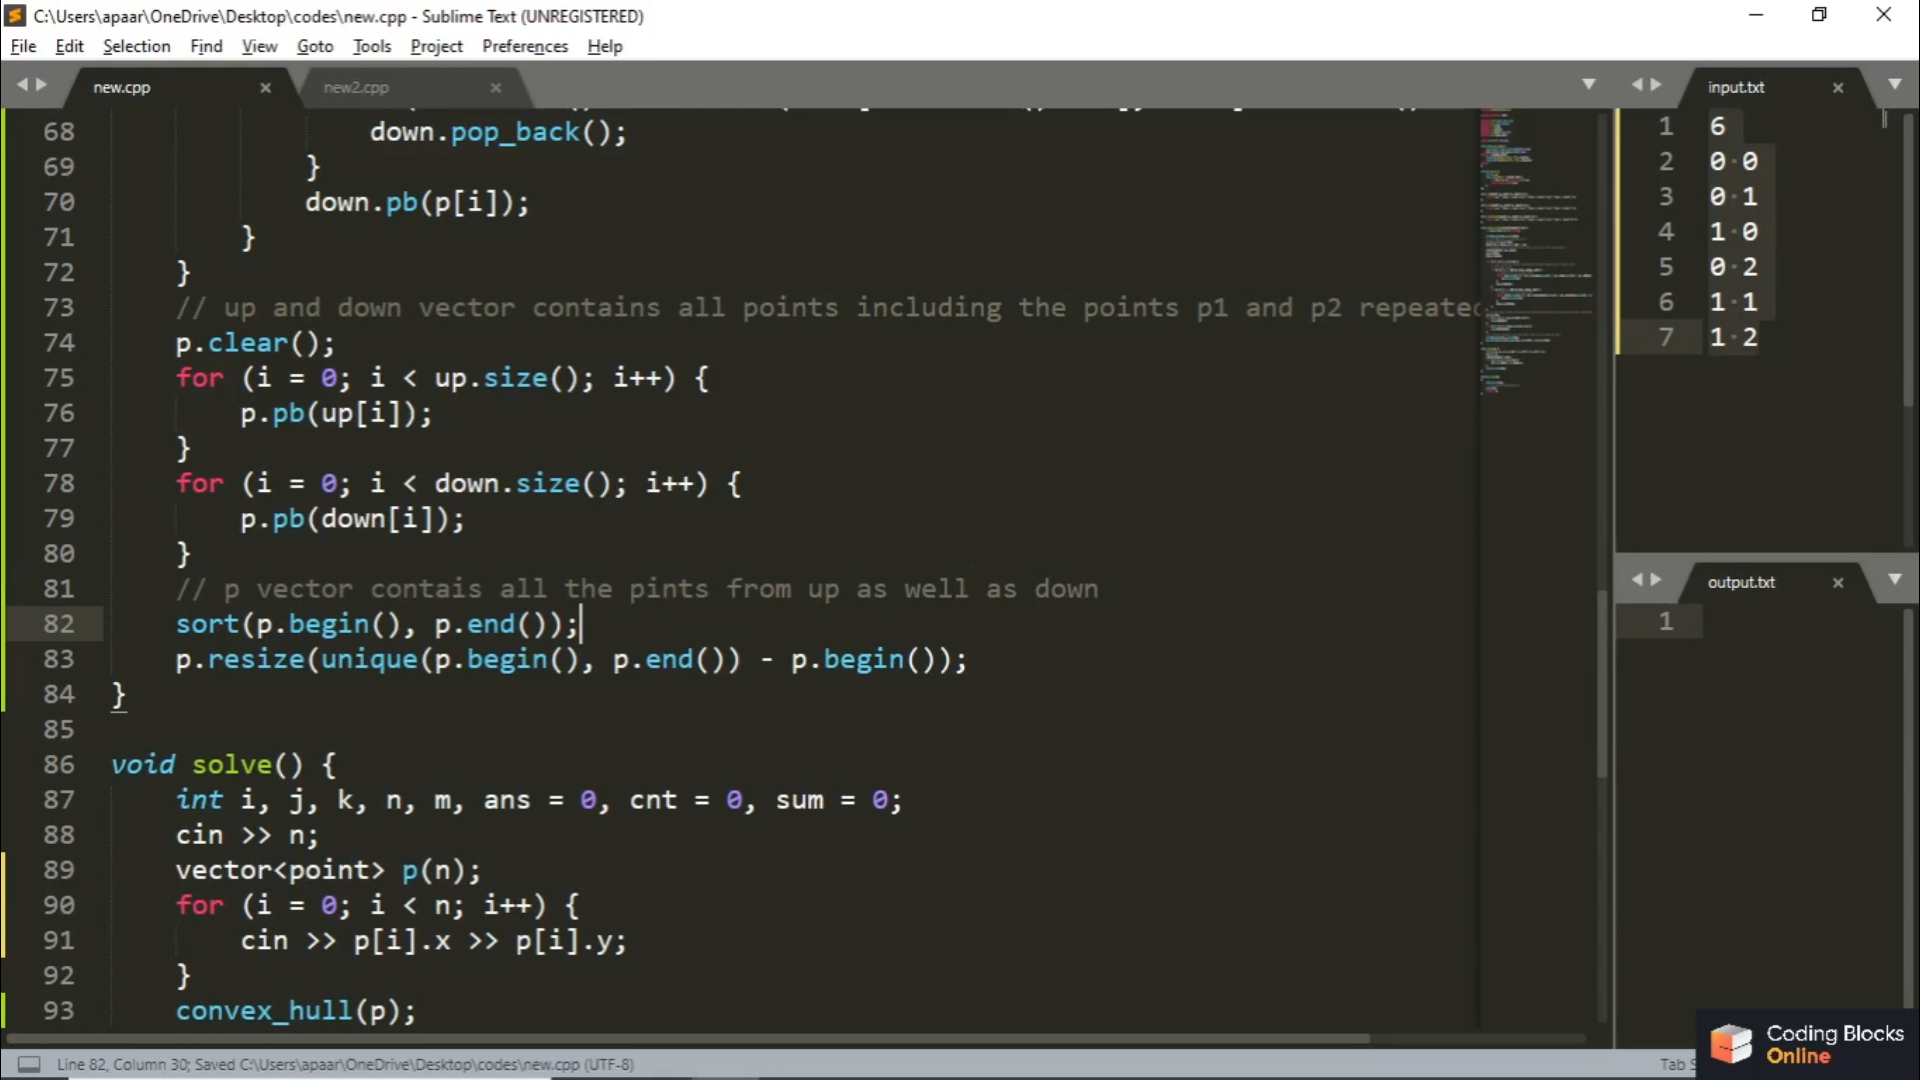 C:\Users\apaar\OneDrive\Desktop\codes\new.cpp - Sublime Text (UNREGISTERED)
File Edit Selection Find View Goto Tools Project Preferences Help
new.cpp
new2.cpp
68 down.pop_back();
69 }
70 down.pb(p[i]);
71 }
72 }
73 // up and down vector contains all points including the points p1 and p2 repeated
74 p.clear();
75 for (i = 0; i < up.size(); i++) {
76 p.pb(up[i]);
77 }
78 for (i = 0; i < down.size(); i++) {
79 p.pb(down[i]);
80 }
81 // p vector contais all the pints from up as well as down
82 sort(p.begin(), p.end());
83 p.resize(unique(p.begin(), p.end()) - p.begin());
84 }
85
86 void solve() {
87 int i, j, k, n, m, ans = 0, cnt = 0, sum = 0;
88 cin >> n;
89 vector<point> p(n);
90 for (i = 0; i < n; i++) {
91 cin >> p[i].x >> p[i].y;
92 }
93 convex_hull(p);
input.txt
1 6
2 0 0
3 0 1
4 1 0
5 0 2
6 1 1
7 1 2
output.txt
1
Line 82, Column 30; Saved C:\Users\apaar\OneDrive\Desktop\codes\new.cpp (UTF-8)
Tab S
Coding Blocks
Online